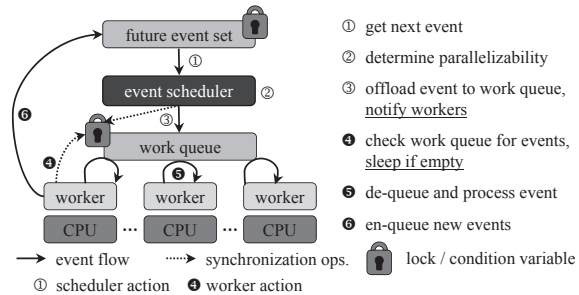 future event set
①
event scheduler
②
③
work queue
❻
❹
❺
worker
worker
worker
CPU
...
CPU
...
CPU
event flow
synchronization ops.
① scheduler action
❹ worker action
① get next event
② determine parallelizability
③ offload event to work queue,
notify workers
❹ check work queue for events,
sleep if empty
❺ de-queue and process event
❻ en-queue new events
lock / condition variable